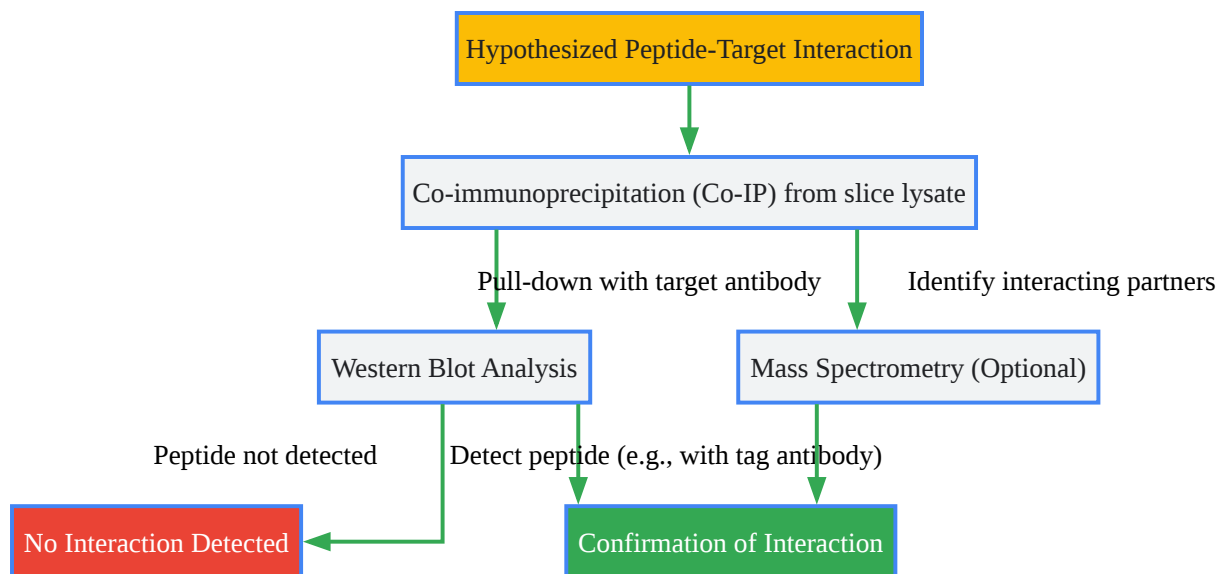 Hypothesized Peptide-Target Interaction
Co-immunoprecipitation (Co-IP) from slice lysate
Pull-down with target antibody
Identify interacting partners
Western Blot Analysis
Mass Spectrometry (Optional)
Peptide not detected
Detect peptide (e.g., with tag antibody)
No Interaction Detected
Confirmation of Interaction